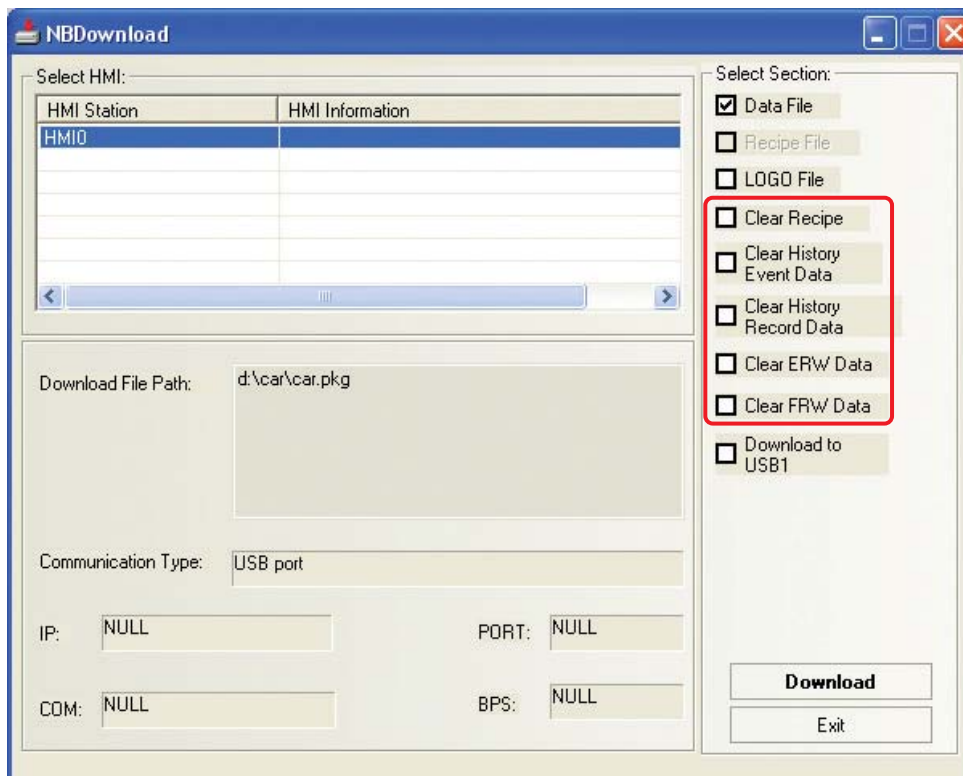 NBDownload
Select HMI:
HMI Station HMI Information
HMI0
Download File Path: d:\car\car.pkg
Communication Type: USB port
IP: NULL PORT: NULL
COM: NULL BPS: NULL
Select Section:
Data File
Recipe File
LOGO File
Clear Recipe
Clear History
Event Data
Clear History
Record Data
Clear ERW Data
Clear FRW Data
Download to
USB1
Download
Exit